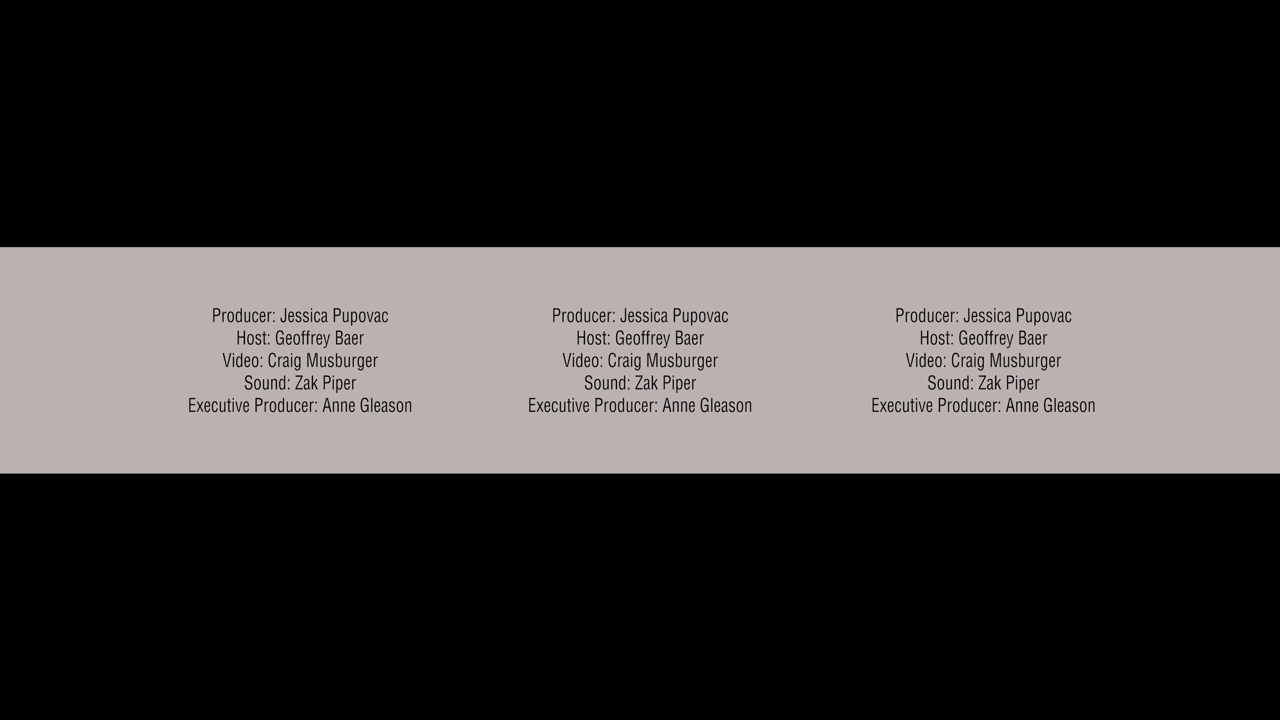 Producer: Jessica Pupovac
Host: Geoffrey Baer
Video: Craig Musburger
Sound: Zak Piper
Executive Producer: Anne Gleason
Producer: Jessica Pupovac
Host: Geoffrey Baer
Video: Craig Musburger
Sound: Zak Piper
Executive Producer: Anne Gleason
Producer: Jessica Pupovac
Host: Geoffrey Baer
Video: Craig Musburger
Sound: Zak Piper
Executive Producer: Anne Gleason